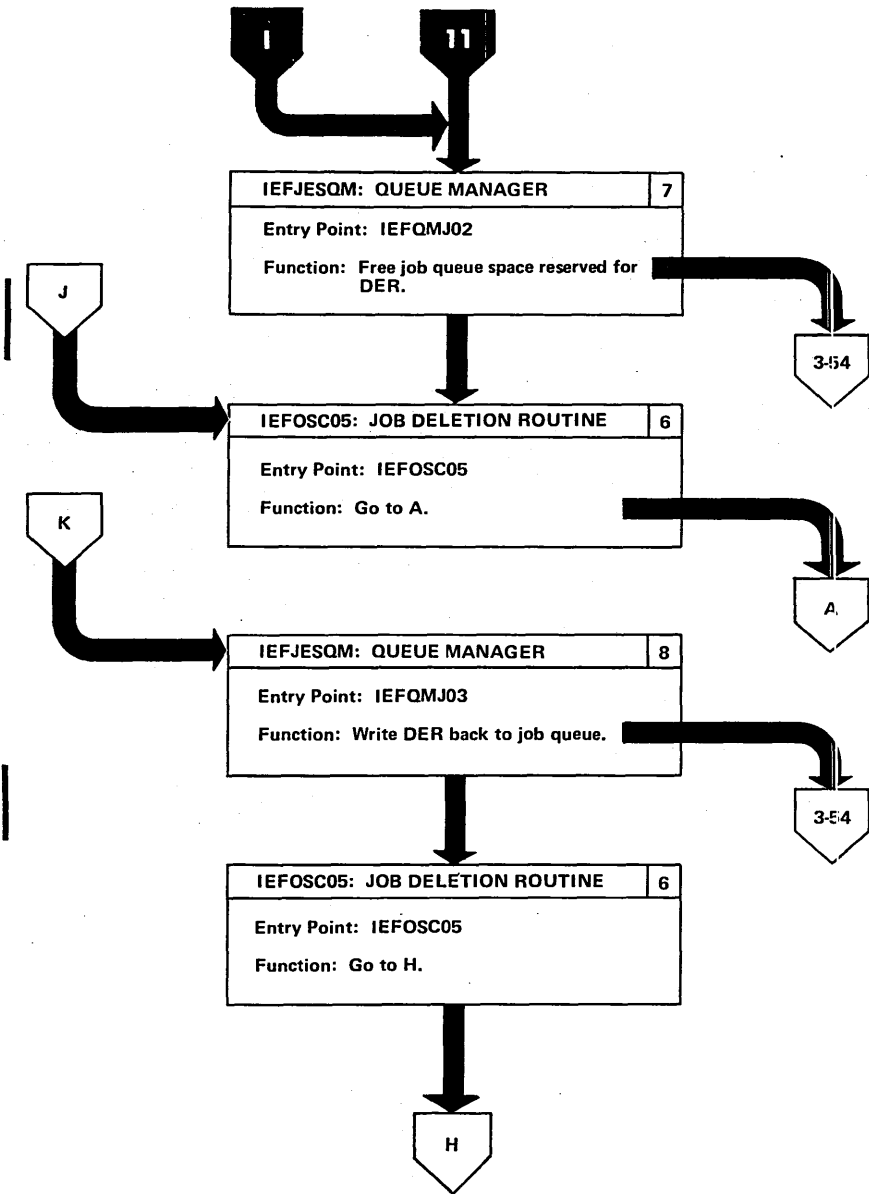 I
11
IEFJESQM: QUEUE MANAGER 7
Entry Point: IEFQMJ02
Function: Free job queue space reserved for
DER.
J
3-54
IEFOSC05: JOB DELETION ROUTINE 6
Entry Point: IEFOSC05
Function: Go to A.
K
A
IEFJESQM: QUEUE MANAGER 8
Entry Point: IEFQMJ03
Function: Write DER back to job queue.
3-54
IEFOSC05: JOB DELETION ROUTINE 6
Entry Point: IEFOSC05
Function: Go to H.
H